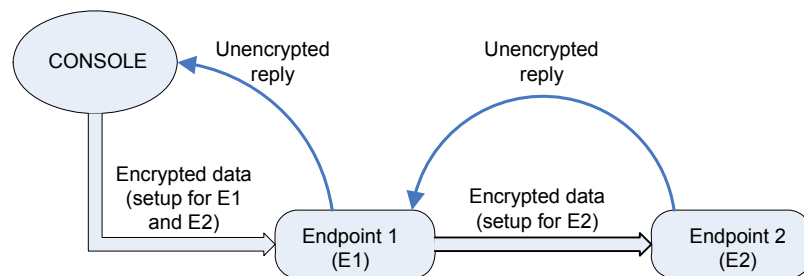 CONSOLE
Unencrypted
reply
Unencrypted
reply
Encrypted data
(setup for E1
and E2)
Endpoint 1
(E1)
Encrypted data
(setup for E2)
Endpoint 2
(E2)